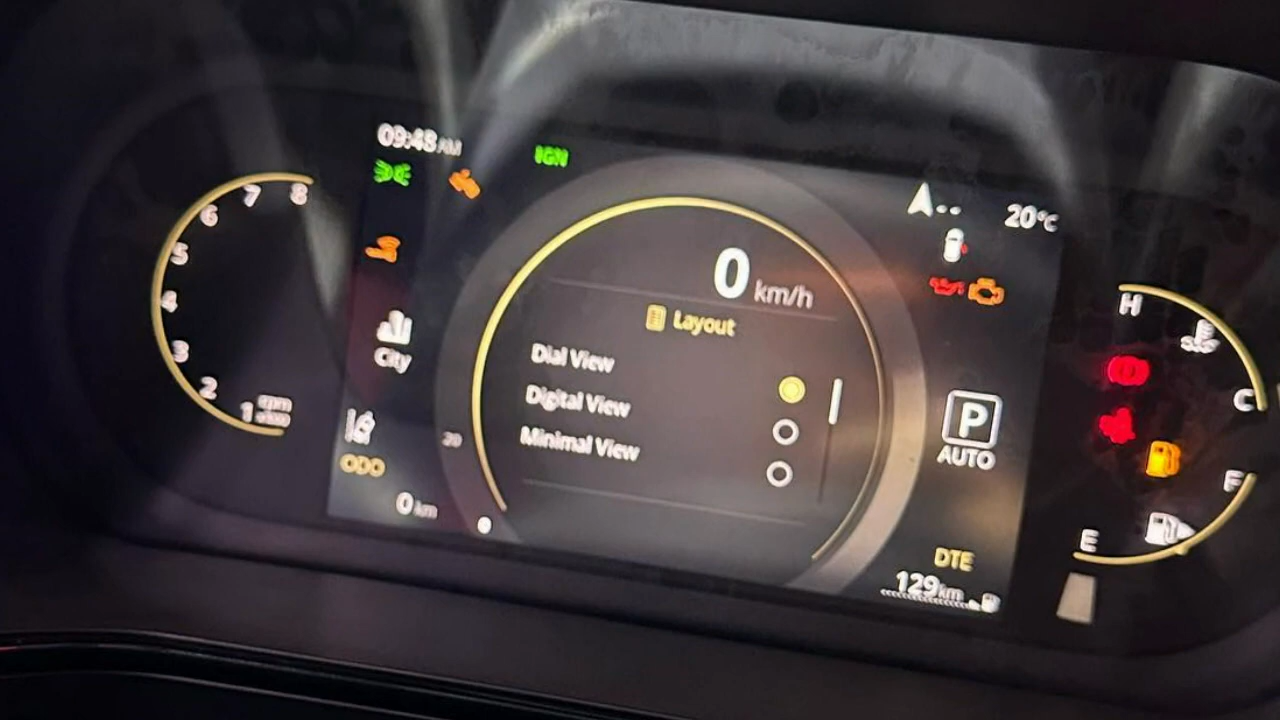 09:48 AM
IGN
20°C
8
7
6
5
4
3
2
1 rpm
x1000
0 km/h
Layout
Dial View
Digital View
Minimal View
City
20
0
ODO
0 km
P
AUTO
DTE
129 km
H
C
F
E